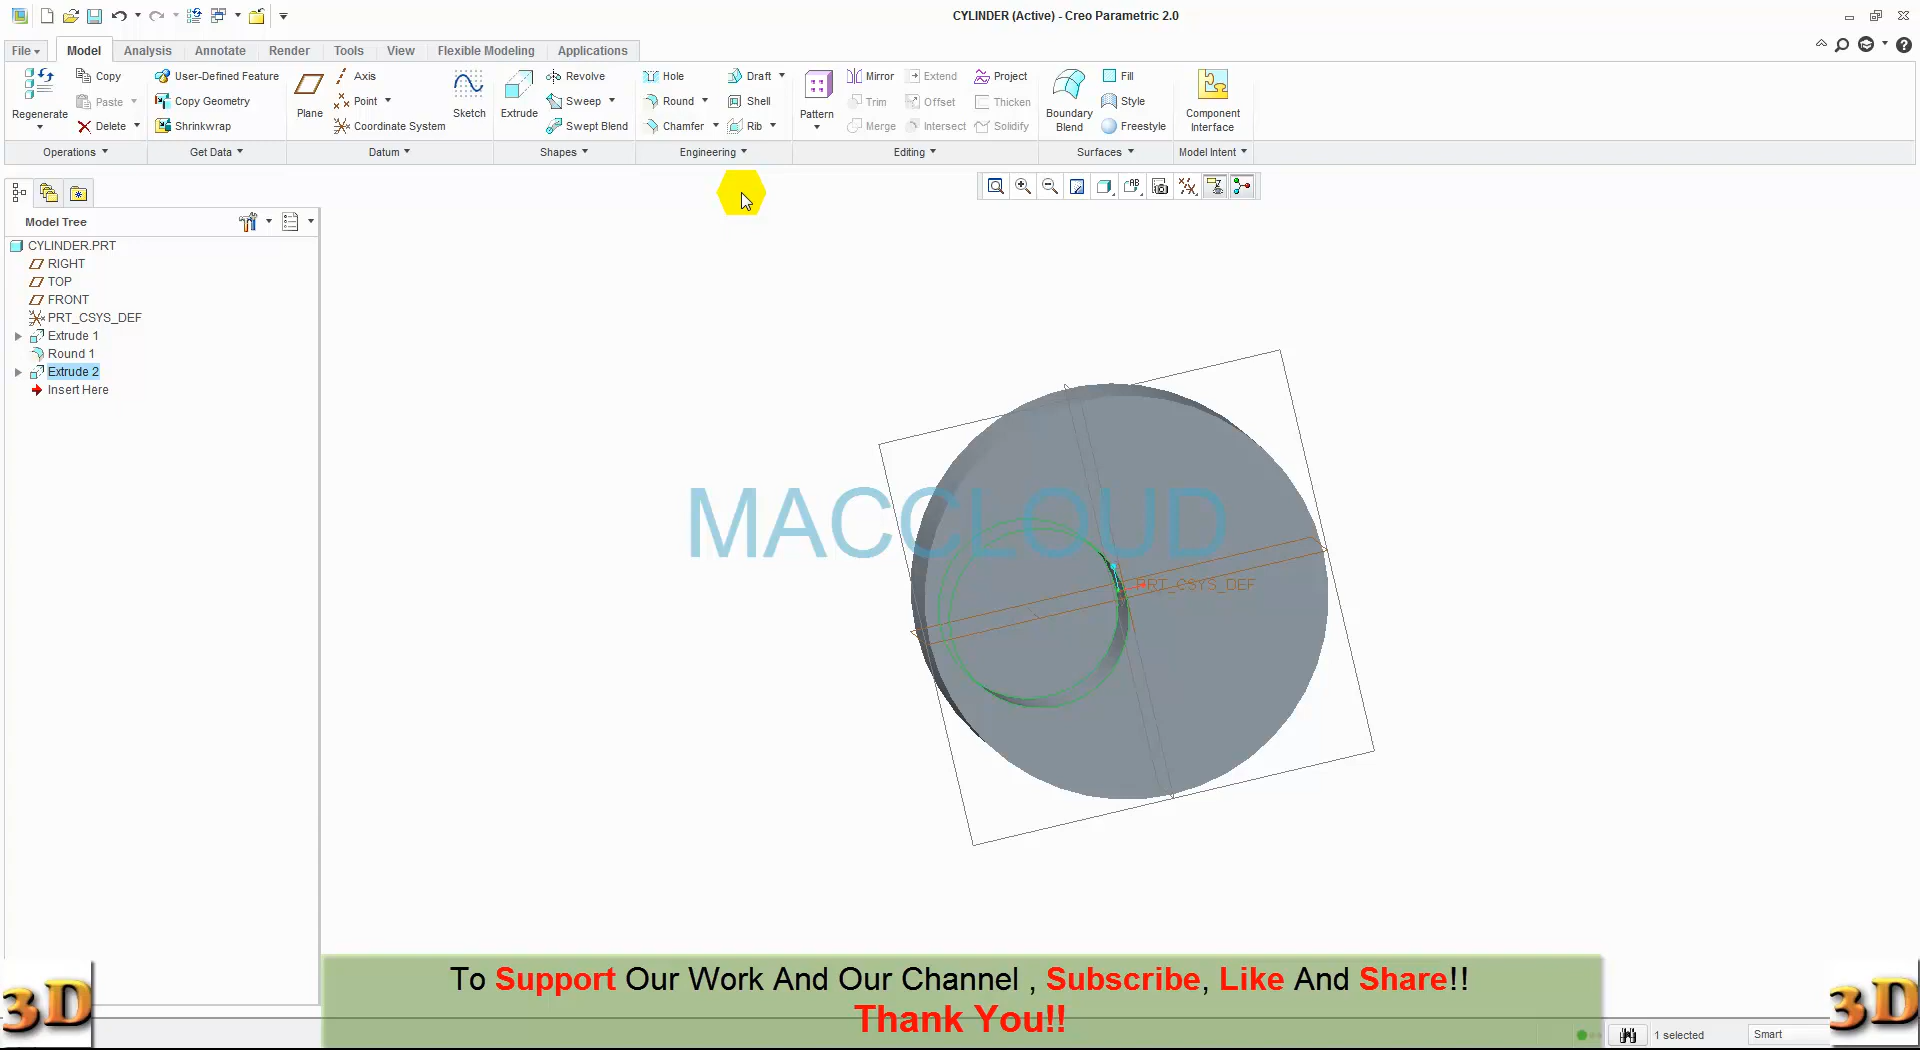 CYLINDER (Active) - Creo Parametric 2.0
File Model Analysis Annotate Render Tools View Flexible Modeling Applications
Regenerate
Copy
Paste
Delete
Operations
User-Defined Feature
Copy Geometry
Shrinkwrap
Get Data
Plane
Axis
Point
Coordinate System
Sketch
Datum
Extrude
Revolve
Sweep
Swept Blend
Shapes
Hole
Round
Chamfer
Draft
Shell
Rib
Engineering
Pattern
Mirror
Trim
Merge
Extend
Offset
Intersect
Project
Thicken
Solidify
Editing
Boundary
Blend
Fill
Style
Freestyle
Surfaces
Component
Interface
Model Intent
Model Tree
CYLINDER.PRT
RIGHT
TOP
FRONT
PRT_CSYS_DEF
Extrude 1
Round 1
Extrude 2
Insert Here
MACCLOUD
PRT_CSYS_DEF
To Support Our Work And Our Channel , Subscribe, Like And Share!!
Thank You!!
3D
3D
1 selected
Smart